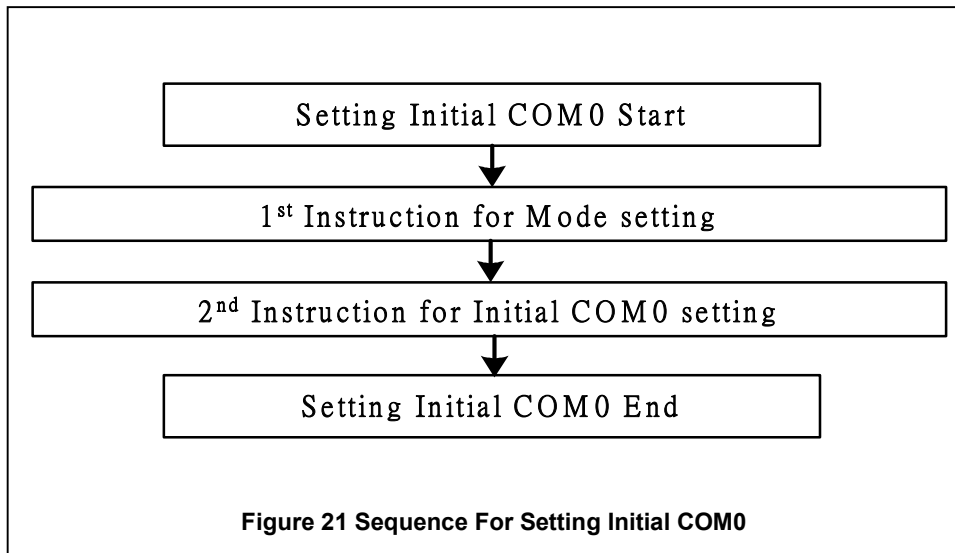 Setting Initial COM0 Start
1st Instruction for Mode setting
2nd Instruction for Initial COM0 setting
Setting Initial COM0 End
Figure 21 Sequence For Setting Initial COM0